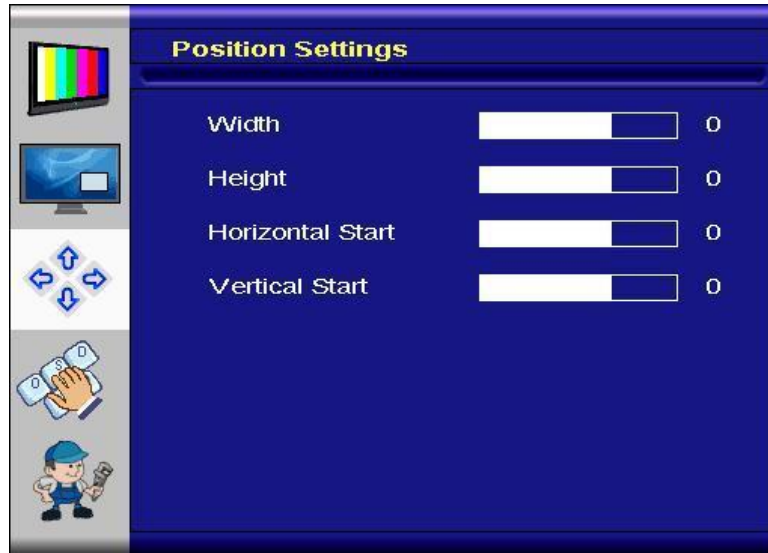 Position Settings
Width 0
Height 0
Horizontal Start 0
Vertical Start 0
O S D